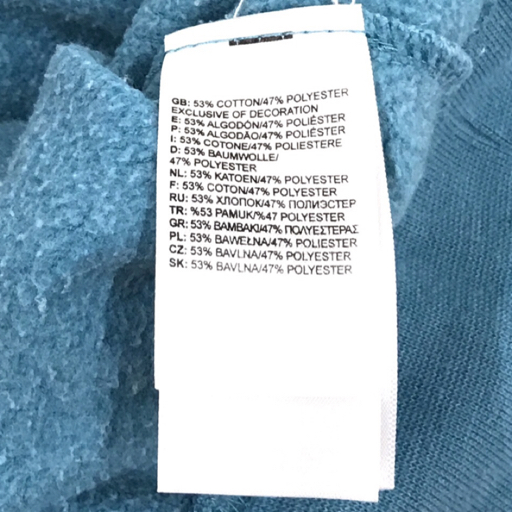 GB: 53% COTTON/47% POLYESTER
EXCLUSIVE OF DECORATION
E: 53% ALGODÓN/47% POLIÉSTER
P: 53% ALGODÃO/47% POLIÉSTER
I: 53% COTONE/47% POLIESTERE
D: 53% BAUMWOLLE/
47% POLYESTER
NL: 53% KATOEN/47% POLYESTER
F: 53% COTON/47% POLYESTER
RU: 53% ХЛОПОК/47% ПОЛИЭСТЕР
TR: %53 PAMUK/%47 POLYESTER
GR: 53% ΒΑΜΒΑΚΙ/47% ΠΟΛΥΕΣΤΕΡΑΣ
PL: 53% BAWEŁNA/47% POLIESTER
CZ: 53% BAVLNA/47% POLYESTER
SK: 53% BAVLNA/47% POLYESTER